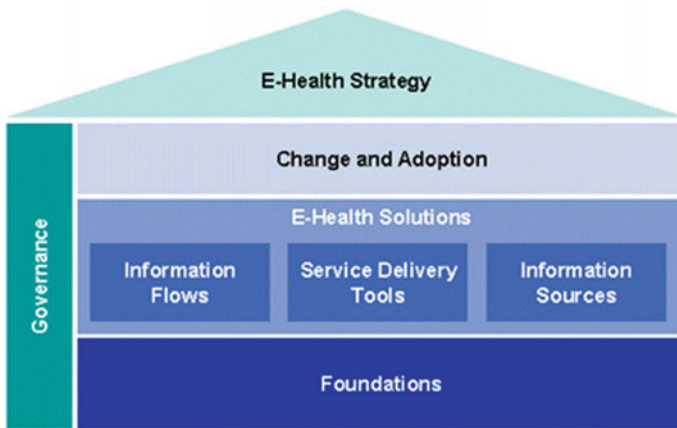 E-Health Strategy
Change and Adoption
E-Health Solutions
Information
Flows
Service Delivery
Tools
Information
Sources
Governance
Foundations